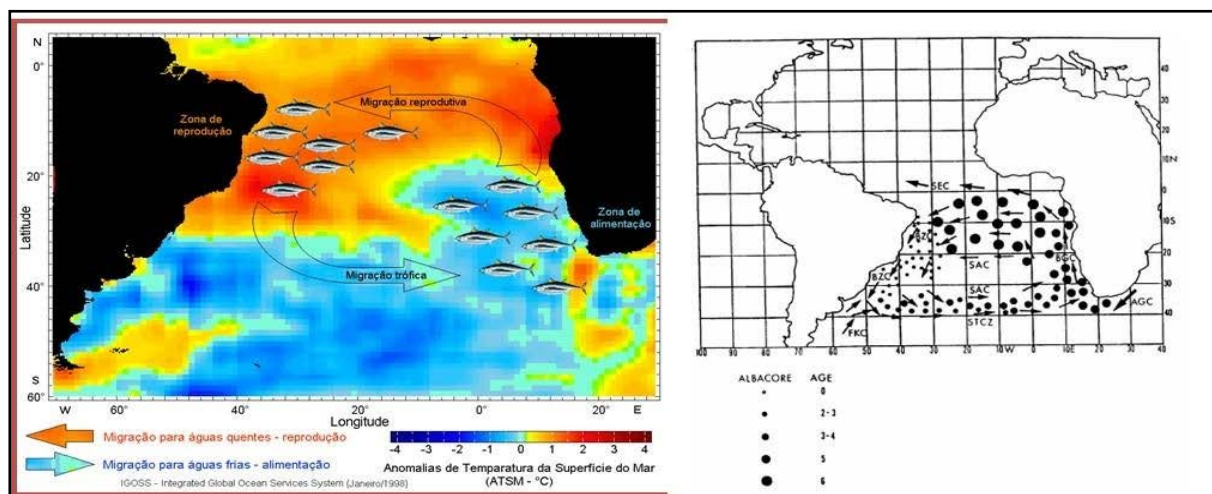 N
0°
20°
40°
S
60°
Latitude
Migração reprodutiva
Zona de
reprodução
Zona de
alimentação
Migração trófica
W
60°
40°
20°
0°
20°
E
Longitude
Migração para águas quentes - reprodução
Migração para águas frias - alimentação
IGOSS - Integrated Global Ocean Services System (Janeiro/1998)
-4 -3 -2 -1 0 1 2 3 4
Anomalias de Temparatura da Superfície do Mar
(ATSM - °C)
40
30
20
10N
0
10S
20
30
40
SEC
BZC
BZC
SAC
SAC
BGC
AGC
STCZ
FKC
100 90 80 70 60 50 40 30 20 10W 0 10E 20 30 40
ALBACORE AGE
0
2-3
3-4
5
6